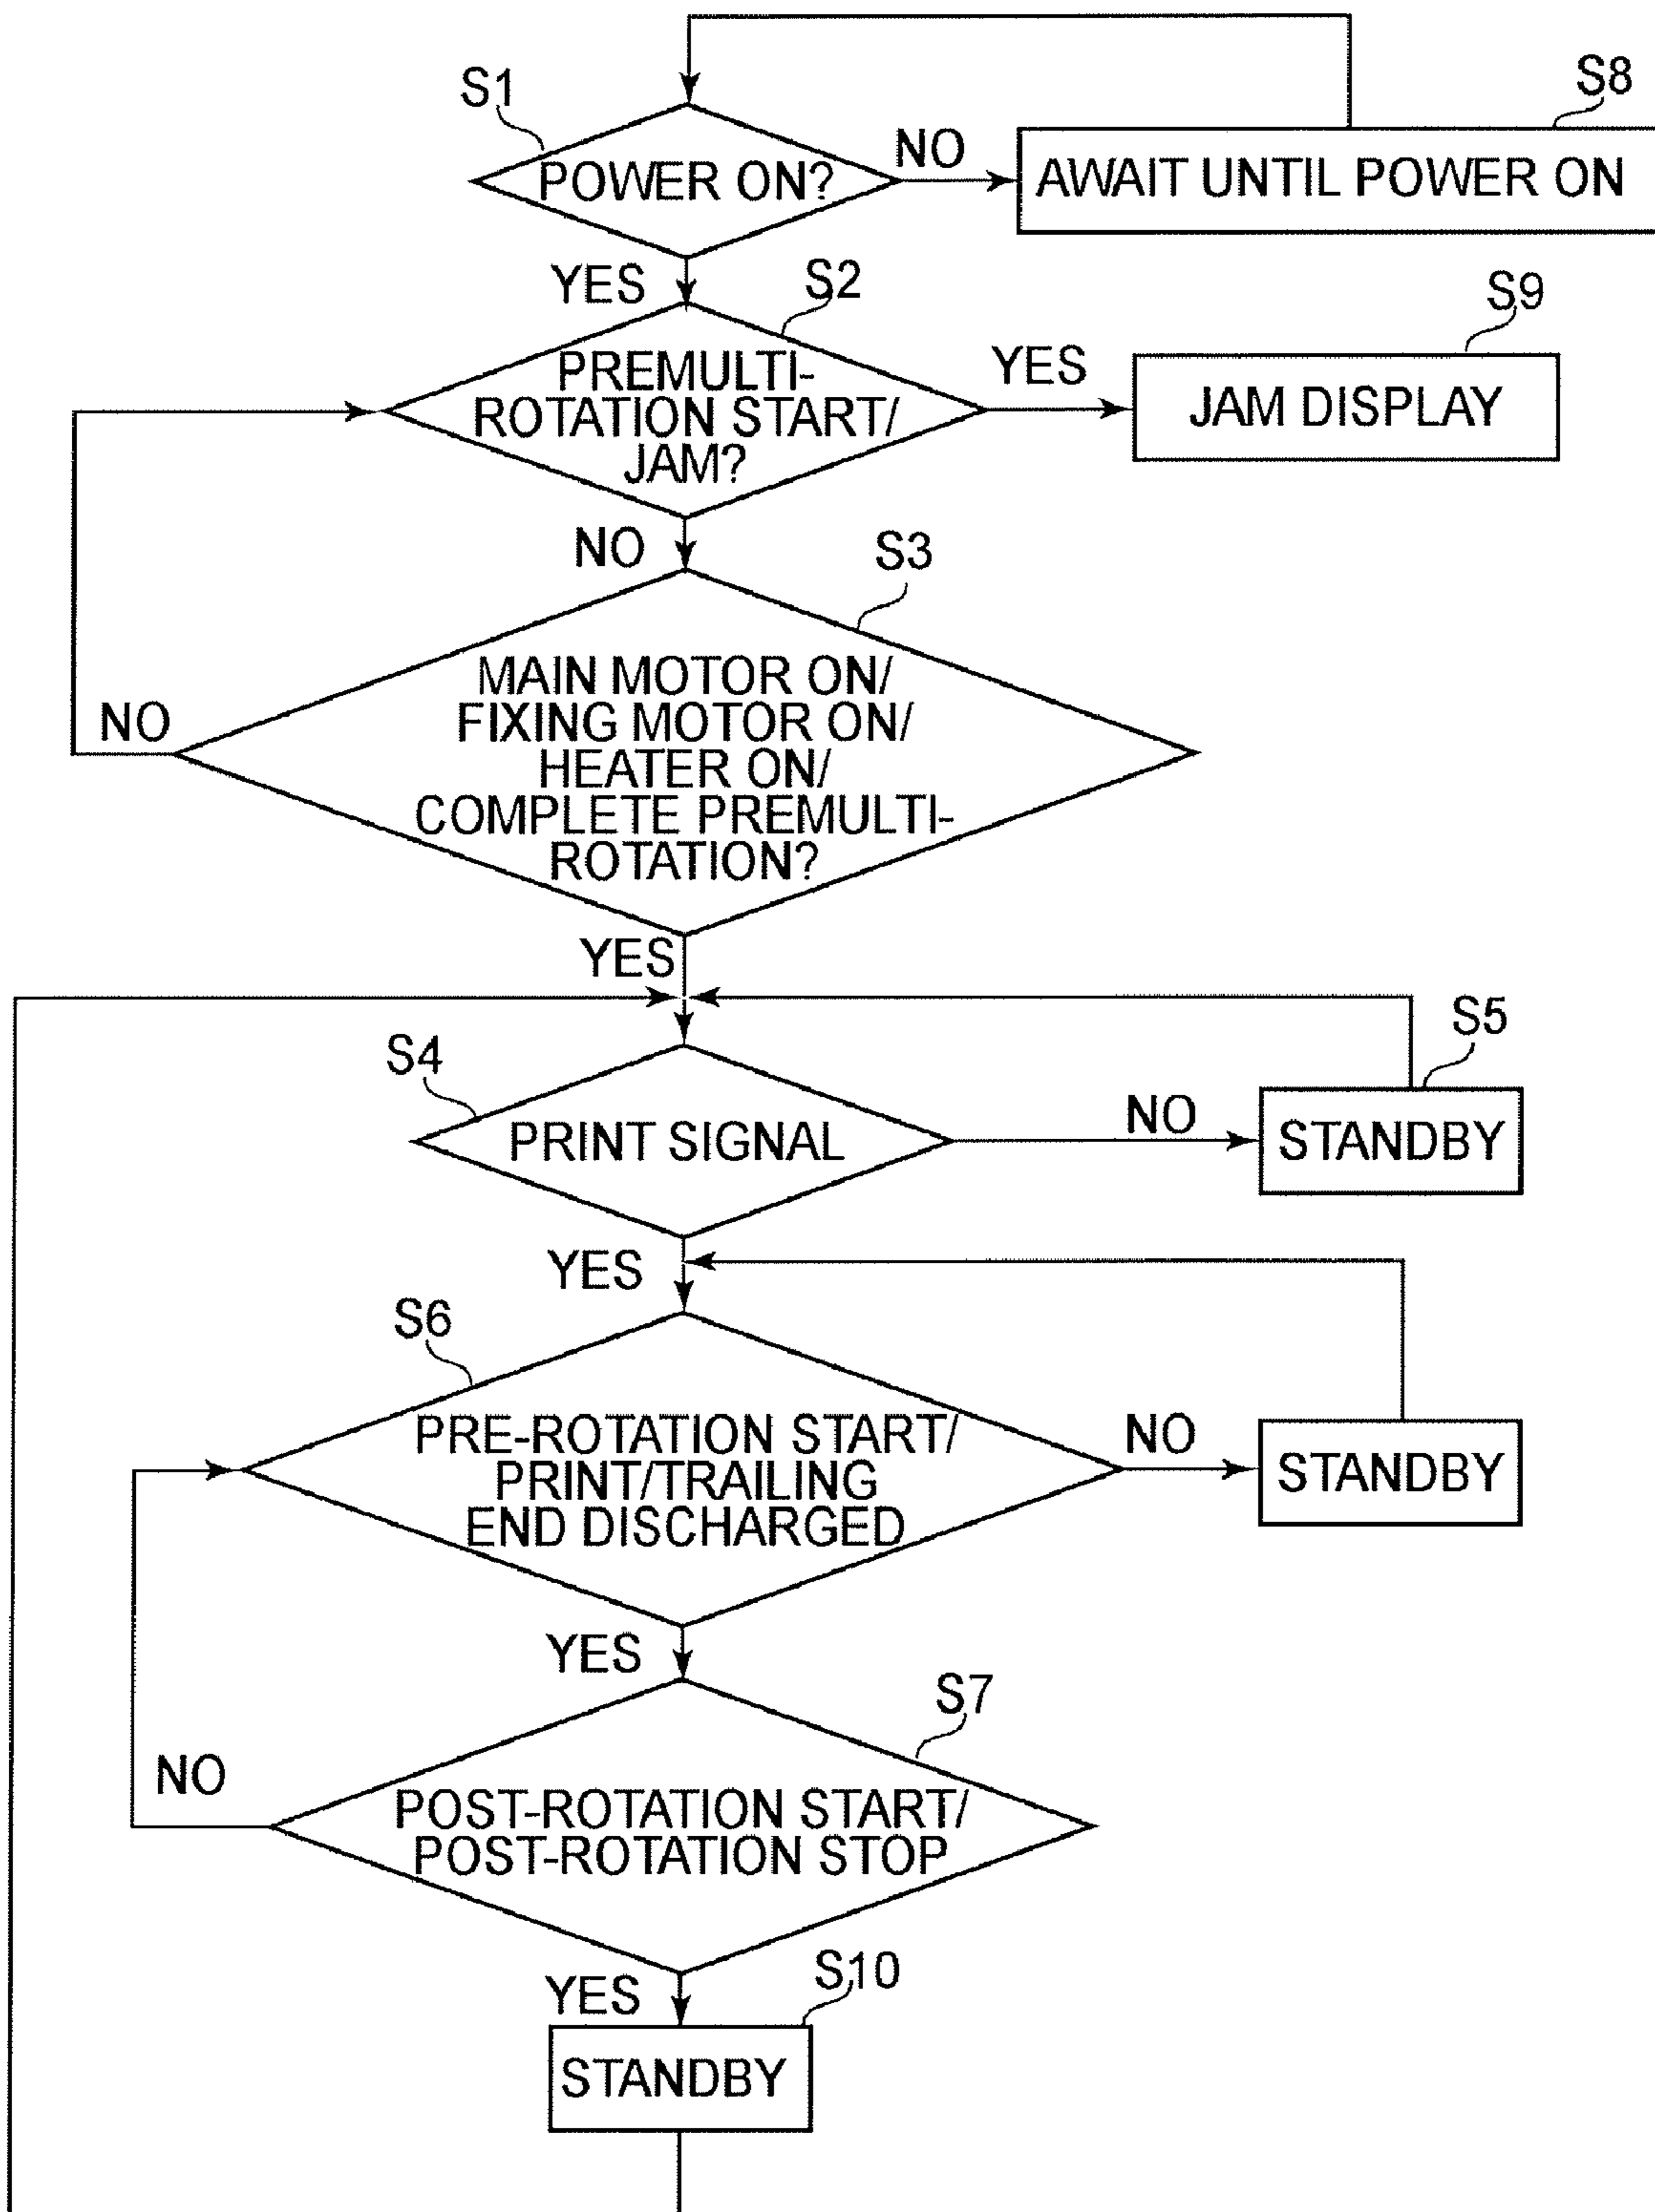 S1
POWER ON?
NO
S8
AWAIT UNTIL POWER ON
YES
S2
PREMULTI-
ROTATION START/
JAM?
YES
S9
JAM DISPLAY
NO
S3
MAIN MOTOR ON/
FIXING MOTOR ON/
HEATER ON/
COMPLETE PREMULTI-
ROTATION?
NO
YES
S4
PRINT SIGNAL
NO
S5
STANDBY
YES
S6
PRE-ROTATION START/
PRINT/TRAILING
END DISCHARGED
NO
STANDBY
YES
S7
POST-ROTATION START/
POST-ROTATION STOP
NO
YES
S10
STANDBY